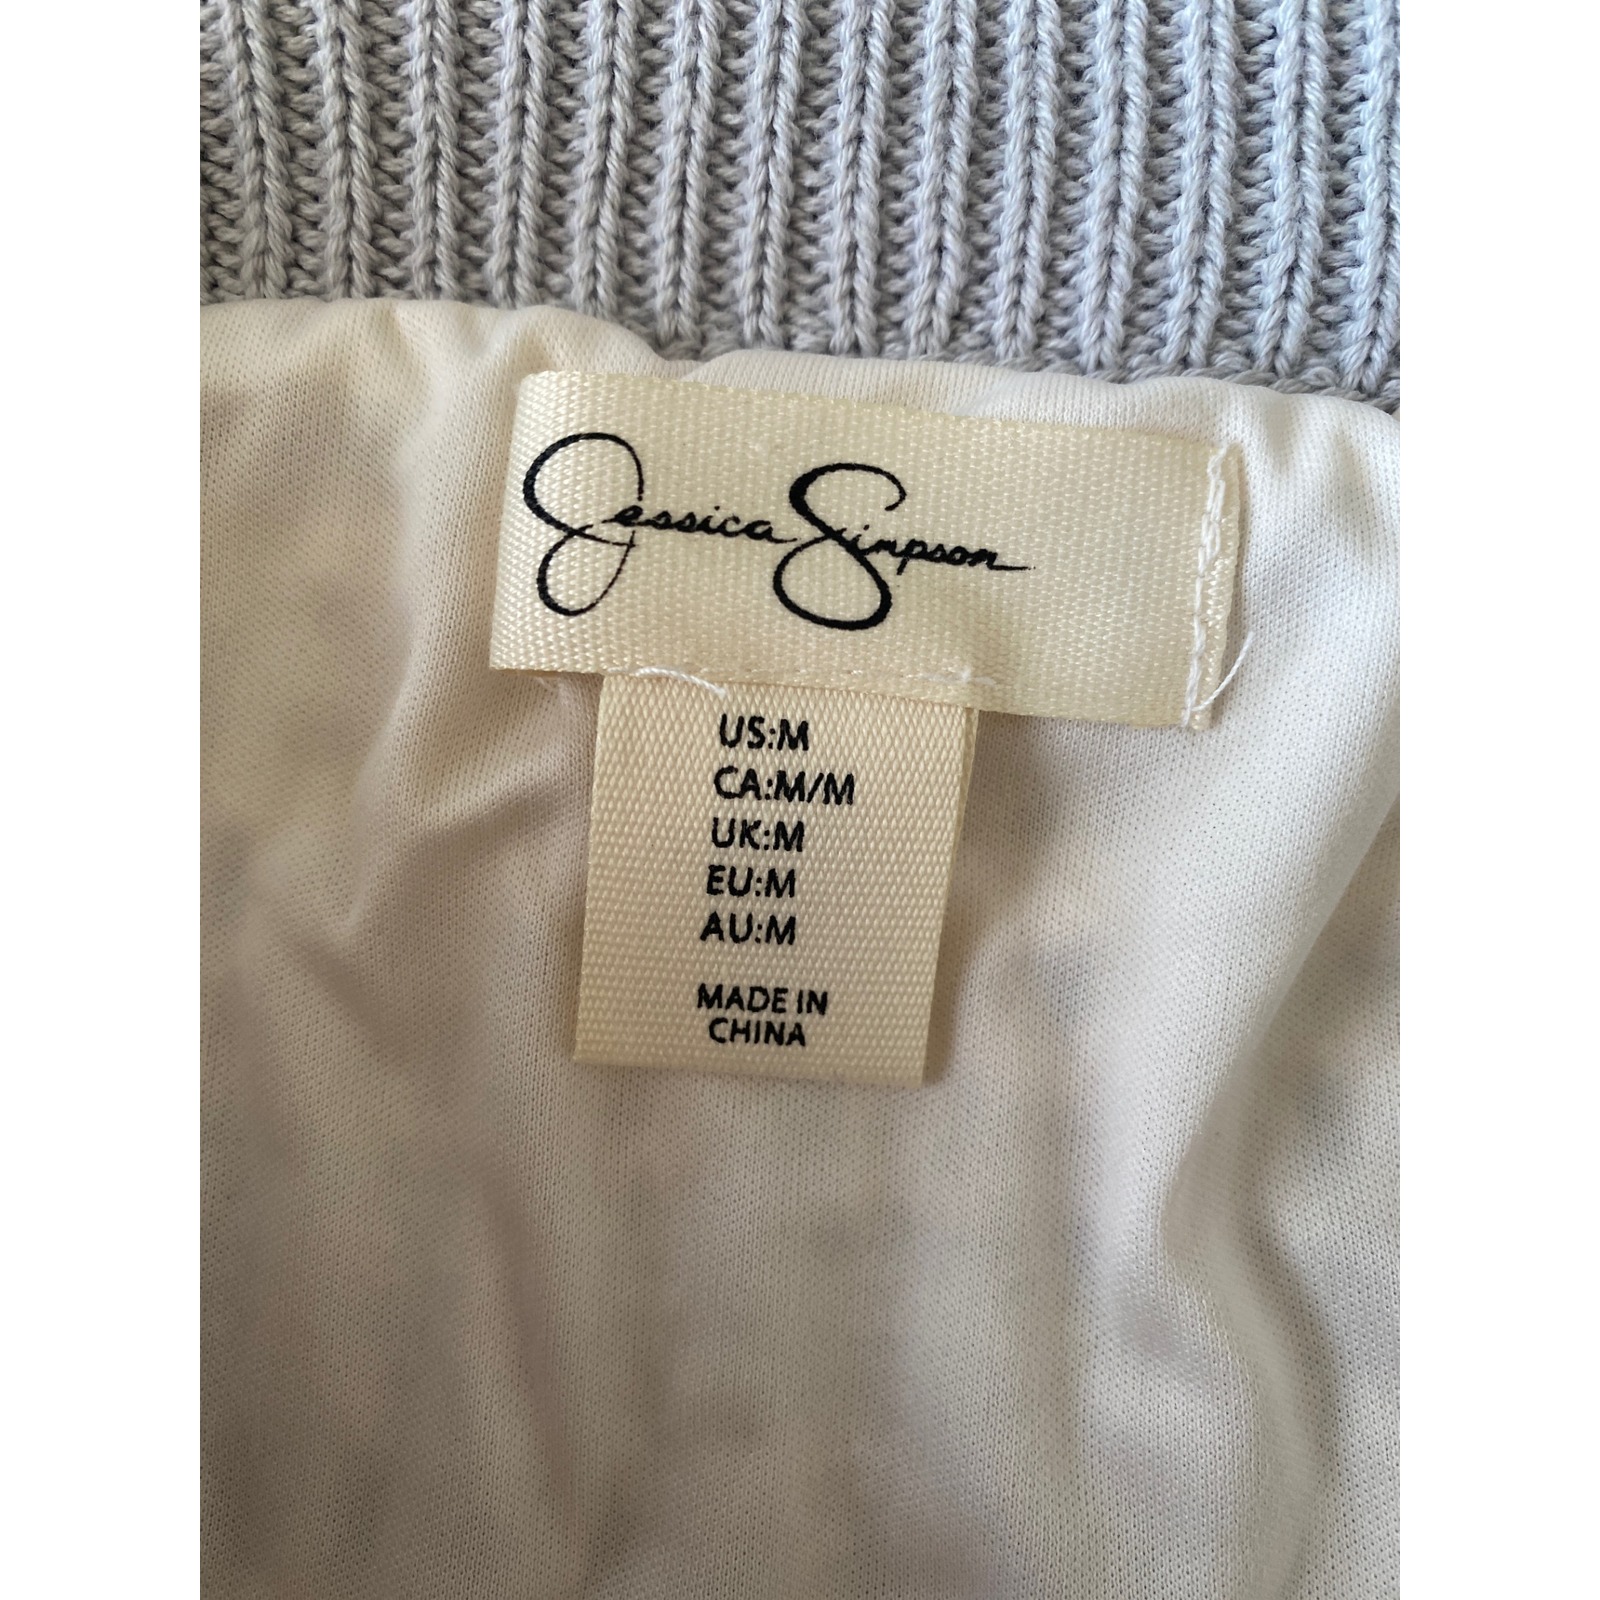 Jessica Simpson
US:M
CA:M/M
UK:M
EU:M
AU:M
MADE IN
CHINA